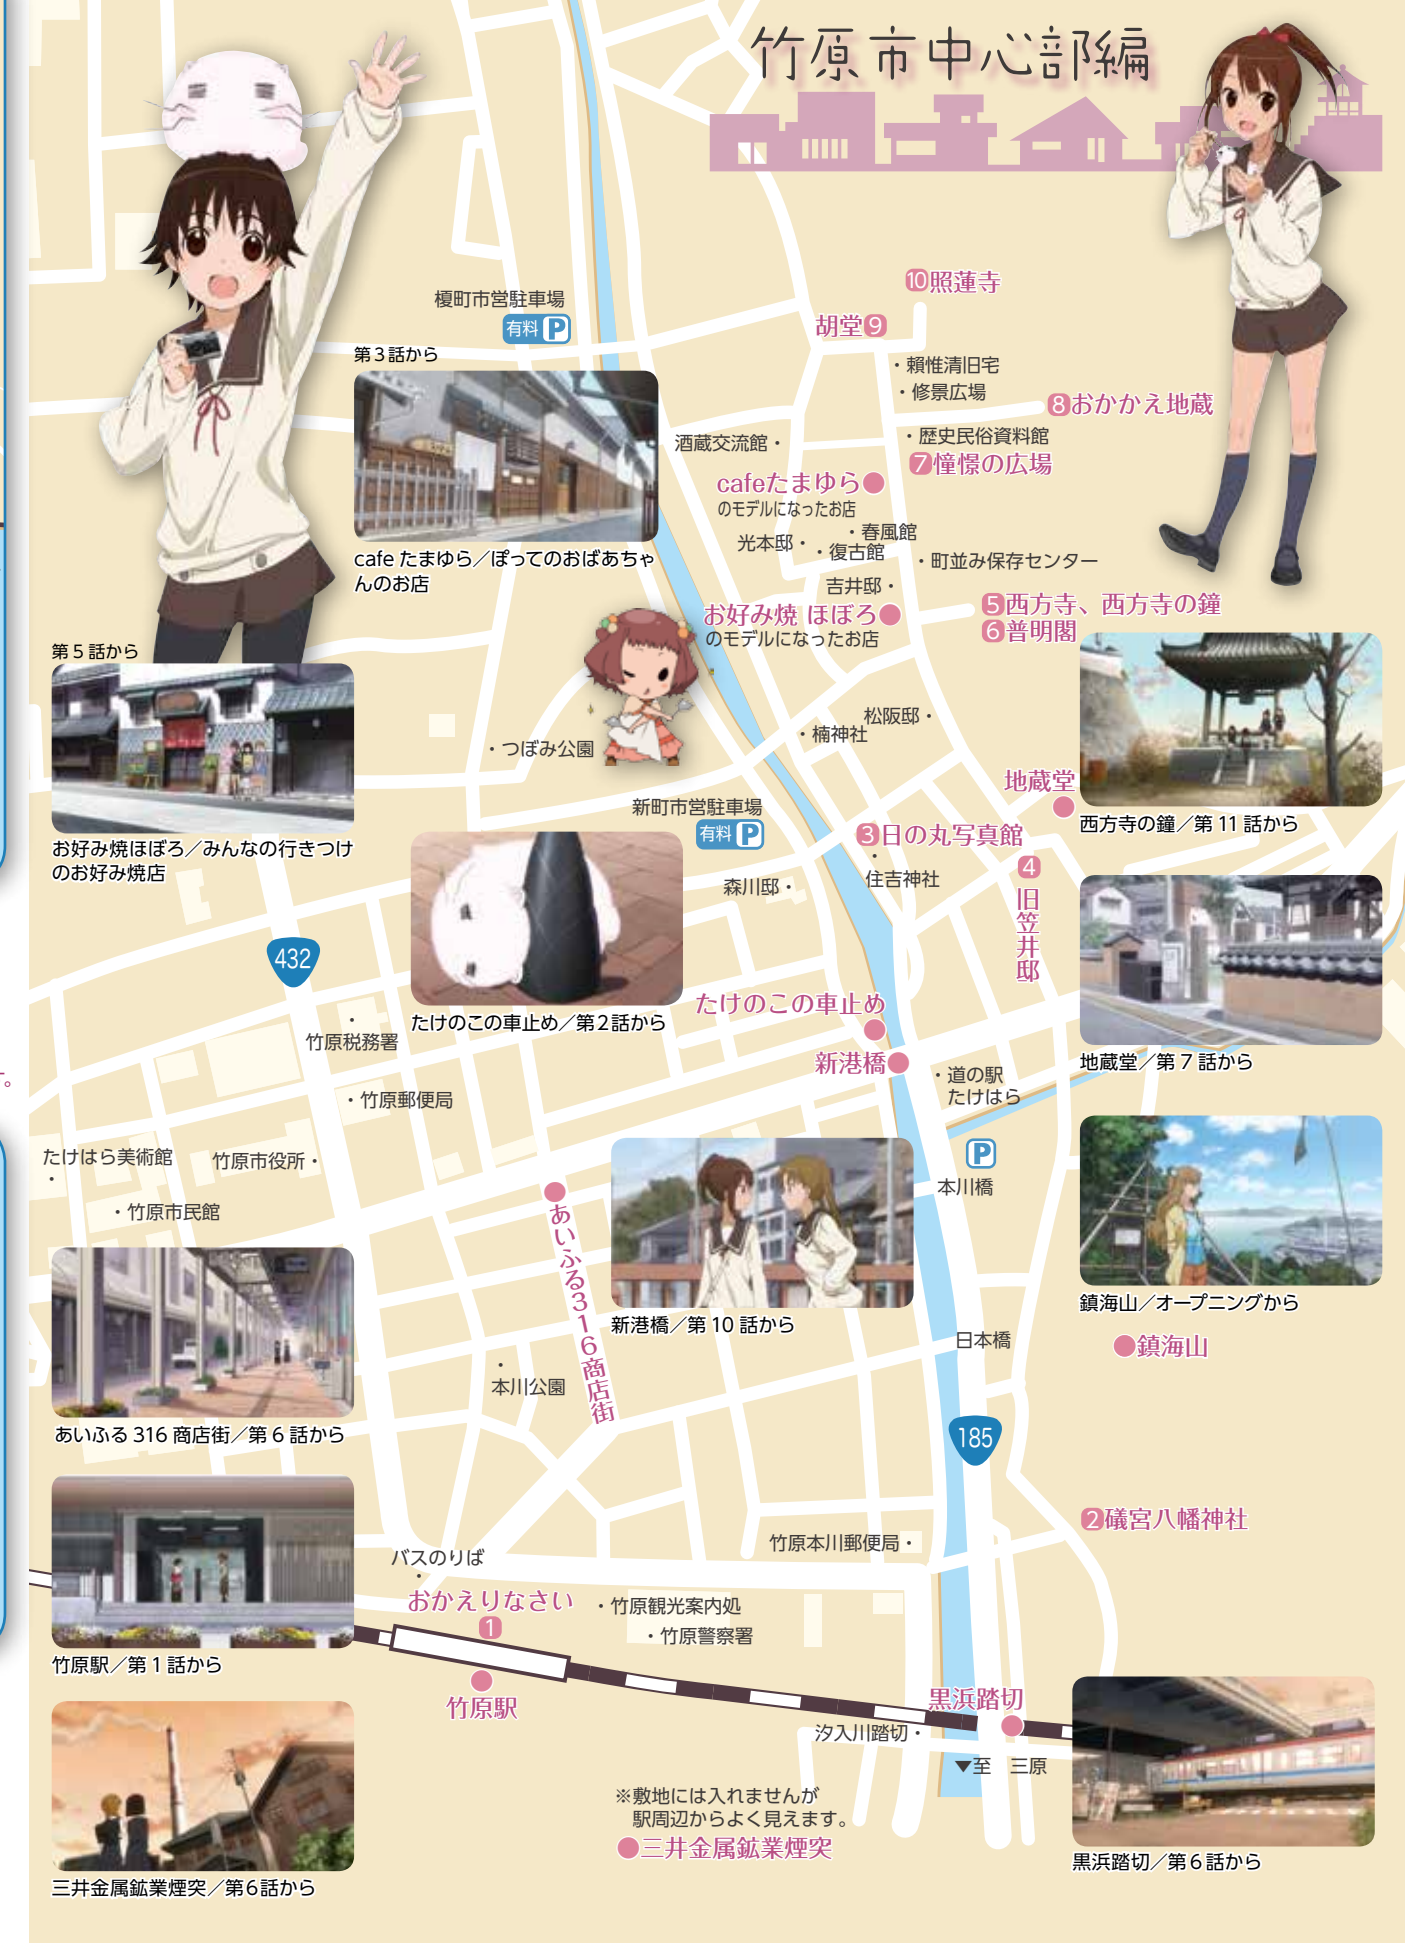 竹原市中心部編
⑩照蓮寺
胡堂⑨
榎町市営駐車場
有料 P
第3話から
・賴惟清旧宅
・修景広場
⑧おかかえ地蔵
酒蔵交流館・
・歴史民俗資料館
⑦憧憬の広場
cafeたまゆら
のモデルになったお店
・春風館
光本邸・
・復古館
・町並み保存センター
cafe たまゆら／ぽってのおばあちゃ
んのお店
吉井邸・
⑤西方寺、西方寺の鐘
⑥普明閣
お好み焼 ほぼろ
のモデルになったお店
第5話から
松阪邸・
・楠神社
・つぼみ公園
地蔵堂
新町市営駐車場
有料 P
西方寺の鐘／第 11 話から
③日の丸写真館
お好み焼ほぼろ／みんなの行きつけ
のお好み焼店
・
住吉神社
④
旧笠井邸
森川邸・
432
たけのこの車止め
たけのこの車止め／第2話から
・
竹原税務署
新港橋
地蔵堂／第 7 話から
・道の駅
たけはら
・竹原郵便局
す。
P
たけはら美術館
・
竹原市役所・
本川橋
・竹原市民館
あいふる316商店街
鎮海山／オープニングから
新港橋／第 10 話から
日本橋
鎮海山
・
本川公園
あいふる 316 商店街／第 6 話から
185
②礒宮八幡神社
竹原本川郵便局・
バスのりば
・
おかえりなさい
①
・竹原観光案内処
・竹原警察署
竹原駅／第 1 話から
竹原駅
黒浜踏切
汐入川踏切・
▼至 三原
※敷地には入れませんが
駅周辺からよく見えます。
三井金属鉱業煙突
黒浜踏切／第6話から
三井金属鉱業煙突／第6話から